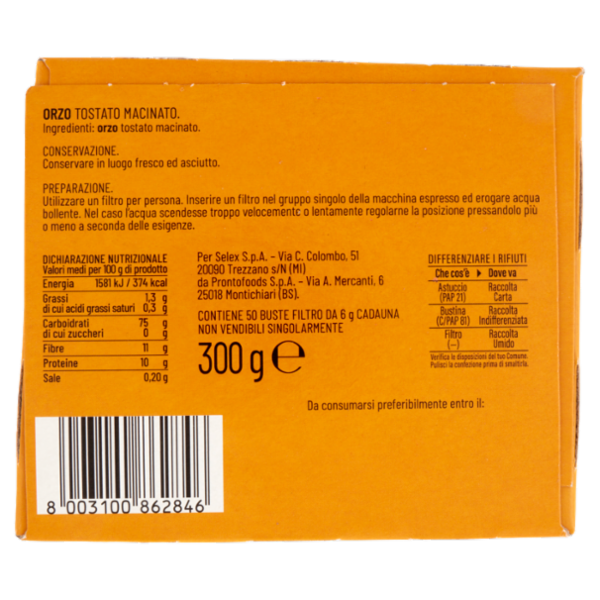 ORZO TOSTATO MACINATO.
Ingredienti: orzo tostato macinato.
CONSERVAZIONE.
Conservare in luogo fresco ed asciutto.
PREPARAZIONE.
Utilizzare un filtro per persona. Inserire un filtro nel gruppo singolo della macchina espresso ed erogare acqua
bollente. Nel caso l'acqua scendesse troppo velocemente o lentamente regolarne la posizione pressandolo più
o meno a seconda delle esigenze.
DICHIARAZIONE NUTRIZIONALE
Valori medi per 100 g di prodotto
Energia 1581 kJ / 374 kcal
Grassi 1,3 g
di cui acidi grassi saturi 0,3 g
Carboidrati 75 g
di cui zuccheri 0 g
Fibre 11 g
Proteine 10 g
Sale 0,20 g
Per Selex S.p.A. – Via C. Colombo, 51
20090 Trezzano s/N (MI)
da Prontofoods S.p.A. – Via A. Mercanti, 6
25018 Montichiari (BS).
CONTIENE 50 BUSTE FILTRO DA 6 g CADAUNA
NON VENDIBILI SINGOLARMENTE
300 g e
DIFFERENZIARE I RIFIUTI
Che cos'è Dove va
Astuccio Raccolta
(PAP 21) Carta
Bustina Raccolta
(C/PAP 81) Indifferenziata
Filtro Raccolta
(--) Umido
Verifica le disposizioni del tuo Comune.
Pulisci la confezione prima di smaltirla.
Da consumarsi preferibilmente entro il:
8 003100 862846